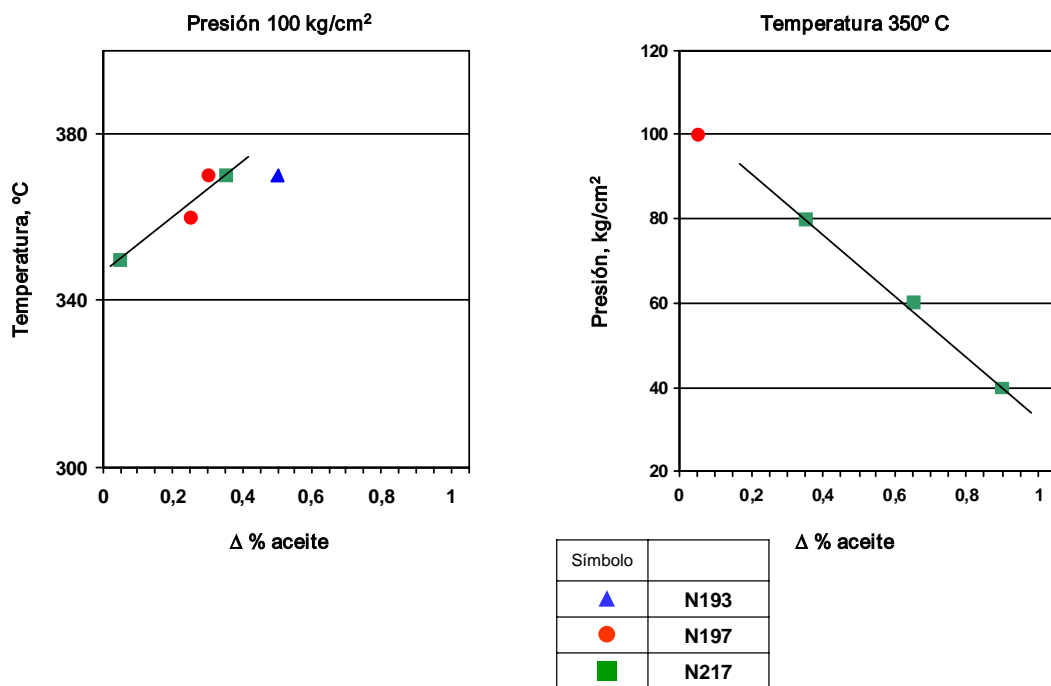 Presión 100 kg/cm²
Temperatura, ºC
380
340
300
0 0,2 0,4 0,6 0,8 1
Δ % aceite
Temperatura 350º C
Presión, kg/cm²
120
100
80
60
40
20
0 0,2 0,4 0,6 0,8 1
Δ % aceite
Símbolo
N193
N197
N217